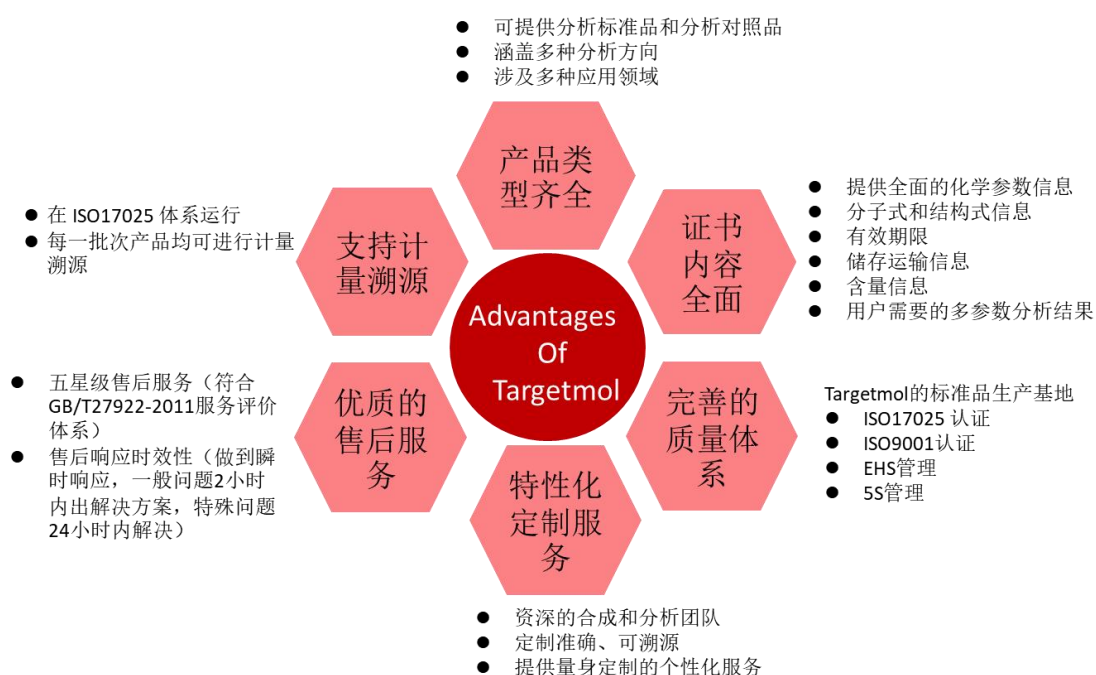 ● 可提供分析标准品和分析对照品
● 涵盖多种分析方向
● 涉及多种应用领域
产品类
型齐全
证书
内容
全面
● 提供全面的化学参数信息
● 分子式和结构式信息
● 有效期限
● 储存运输信息
● 含量信息
● 用户需要的多参数分析结果
完善的
质量体
系
Targetmol的标准品生产基地
● ISO17025 认证
● ISO9001认证
● EHS管理
● 5S管理
特性化
定制服
务
● 资深的合成和分析团队
● 定制准确、可溯源
● 提供量身定制的个性化服务
优质的
售后服
务
● 五星级售后服务（符合
GB/T27922-2011服务评价
体系）
● 售后响应时效性（做到瞬
时响应，一般问题2小时
内出解决方案，特殊问题
24小时内解决）
支持计
量溯源
● 在 ISO17025 体系运行
● 每一批次产品均可进行计量
溯源
Advantages
Of
Targetmol